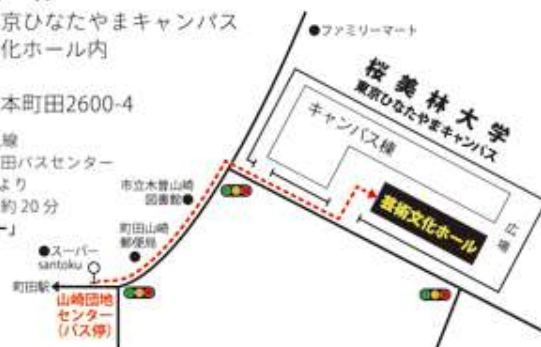 京ひなたやまキャンパス
化ホール内
本町田2600-4
線
田バスセンター
より
約20分
ー」
●ファミリーマート
桜美林大学
東京ひなたやまキャンパス
キャンパス棟
芸術文化ホール
広場
市立木曽山崎
図書館●
町田山崎
郵便局
●スーパー
santoku
町田駅
山崎団地
センター
(バス停)